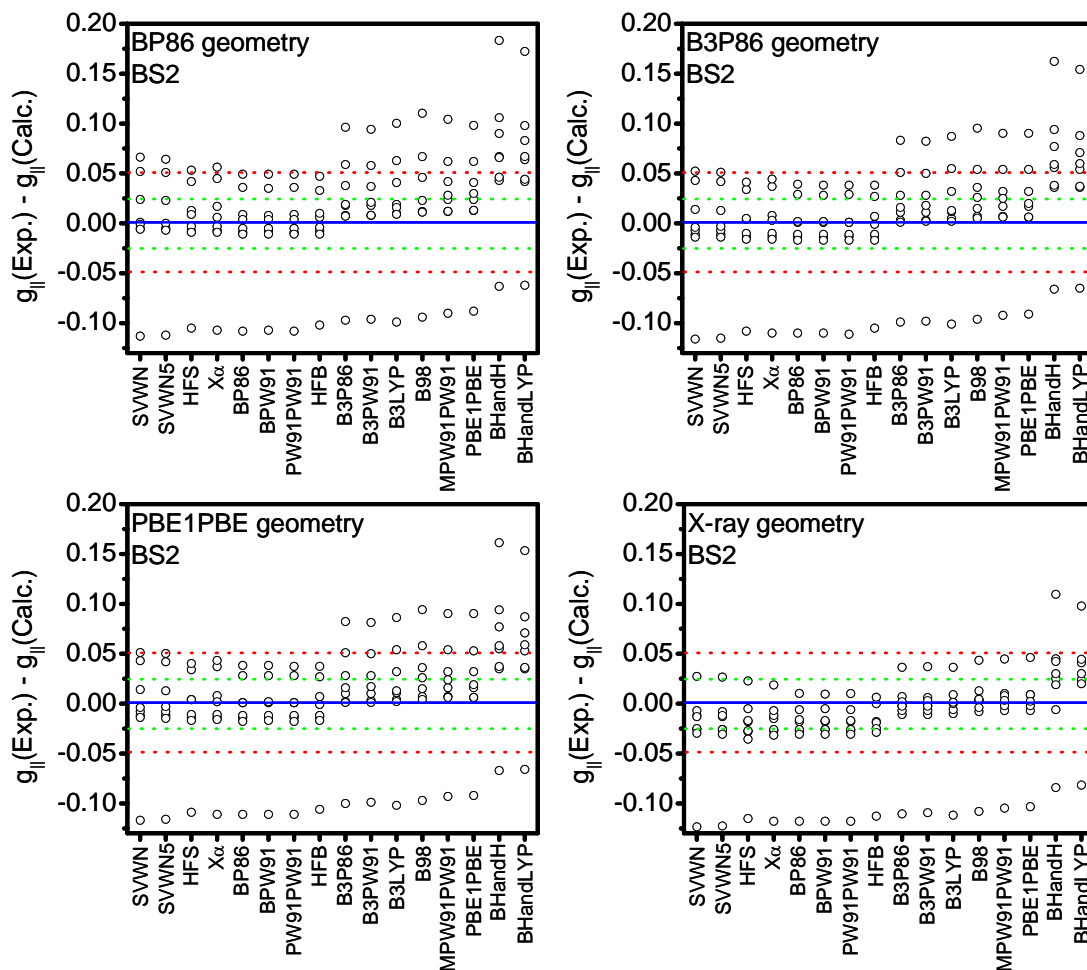 BP86 geometry
BS2
g||(Exp.) - g||(Calc.)
0.20
0.15
0.10
0.05
0.00
-0.05
-0.10
SVWN
SVWN5
HFS
Xα
BP86
BPW91
PW91PW91
HFB
B3P86
B3PW91
B3LYP
B98
MPW91PW91
PBE1PBE
BHandH
BHandLYP
B3P86 geometry
BS2
g||(Exp.) - g||(Calc.)
0.20
0.15
0.10
0.05
0.00
-0.05
-0.10
SVWN
SVWN5
HFS
Xα
BP86
BPW91
PW91PW91
HFB
B3P86
B3PW91
B3LYP
B98
MPW91PW91
PBE1PBE
BHandH
BHandLYP
PBE1PBE geometry
BS2
g||(Exp.) - g||(Calc.)
0.20
0.15
0.10
0.05
0.00
-0.05
-0.10
SVWN
SVWN5
HFS
Xα
BP86
BPW91
PW91PW91
HFB
B3P86
B3PW91
B3LYP
B98
MPW91PW91
PBE1PBE
BHandH
BHandLYP
X-ray geometry
BS2
g||(Exp.) - g||(Calc.)
0.20
0.15
0.10
0.05
0.00
-0.05
-0.10
SVWN
SVWN5
HFS
Xα
BP86
BPW91
PW91PW91
HFB
B3P86
B3PW91
B3LYP
B98
MPW91PW91
PBE1PBE
BHandH
BHandLYP